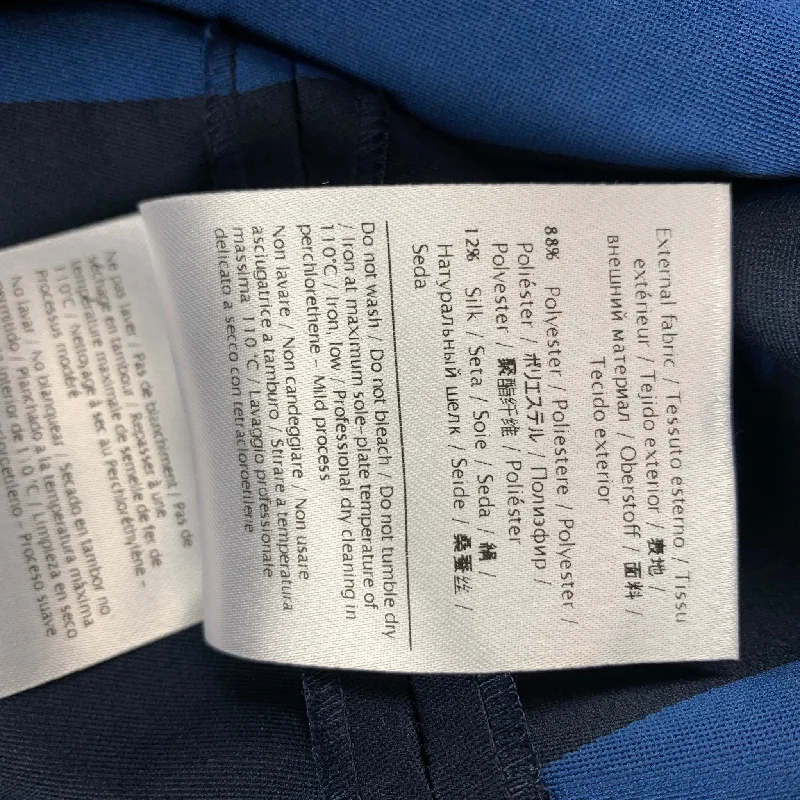 External fabric / Tessuto esterno / Tissu
extérieur / Tejido exterior / 表地 /
внешний материал / Oberstoff / 面料 /
Tecido exterior
88% Polyester / Poliestere / Polyester /
Poliéster / ポリエステル / Полиэфир /
Polyester / 聚酯纤维 / Poliéster
12% Silk / Seta / Soie / Seda / 絹 /
Натуральный шелк / Seide / 桑蚕丝 /
Seda
Do not wash / Do not bleach / Do not tumble dry
/ Iron at maximum sole-plate temperature of
110°C / Iron, low / Professional dry cleaning in
perchlorethene – Mild process
Non lavare / Non candeggiare / Non usare
asciugatrice a tamburo / Stirare a temperatura
massima 110°C / Lavaggio professionale
delicato a secco con tetracloroetilene
Ne pas laver / Pas de blanchiment / Pas de
séchage en tambour / Repasser à une
température maximale de semelle de fer de
110°C / Nettoyage à sec au Perchloréthylène –
Processus modéré
No lavar / No blanquear / Secado en tambor no
permitido / Planchado a la temperatura máxima
interior de 110°C / Limpieza en seco
– Proceso suave